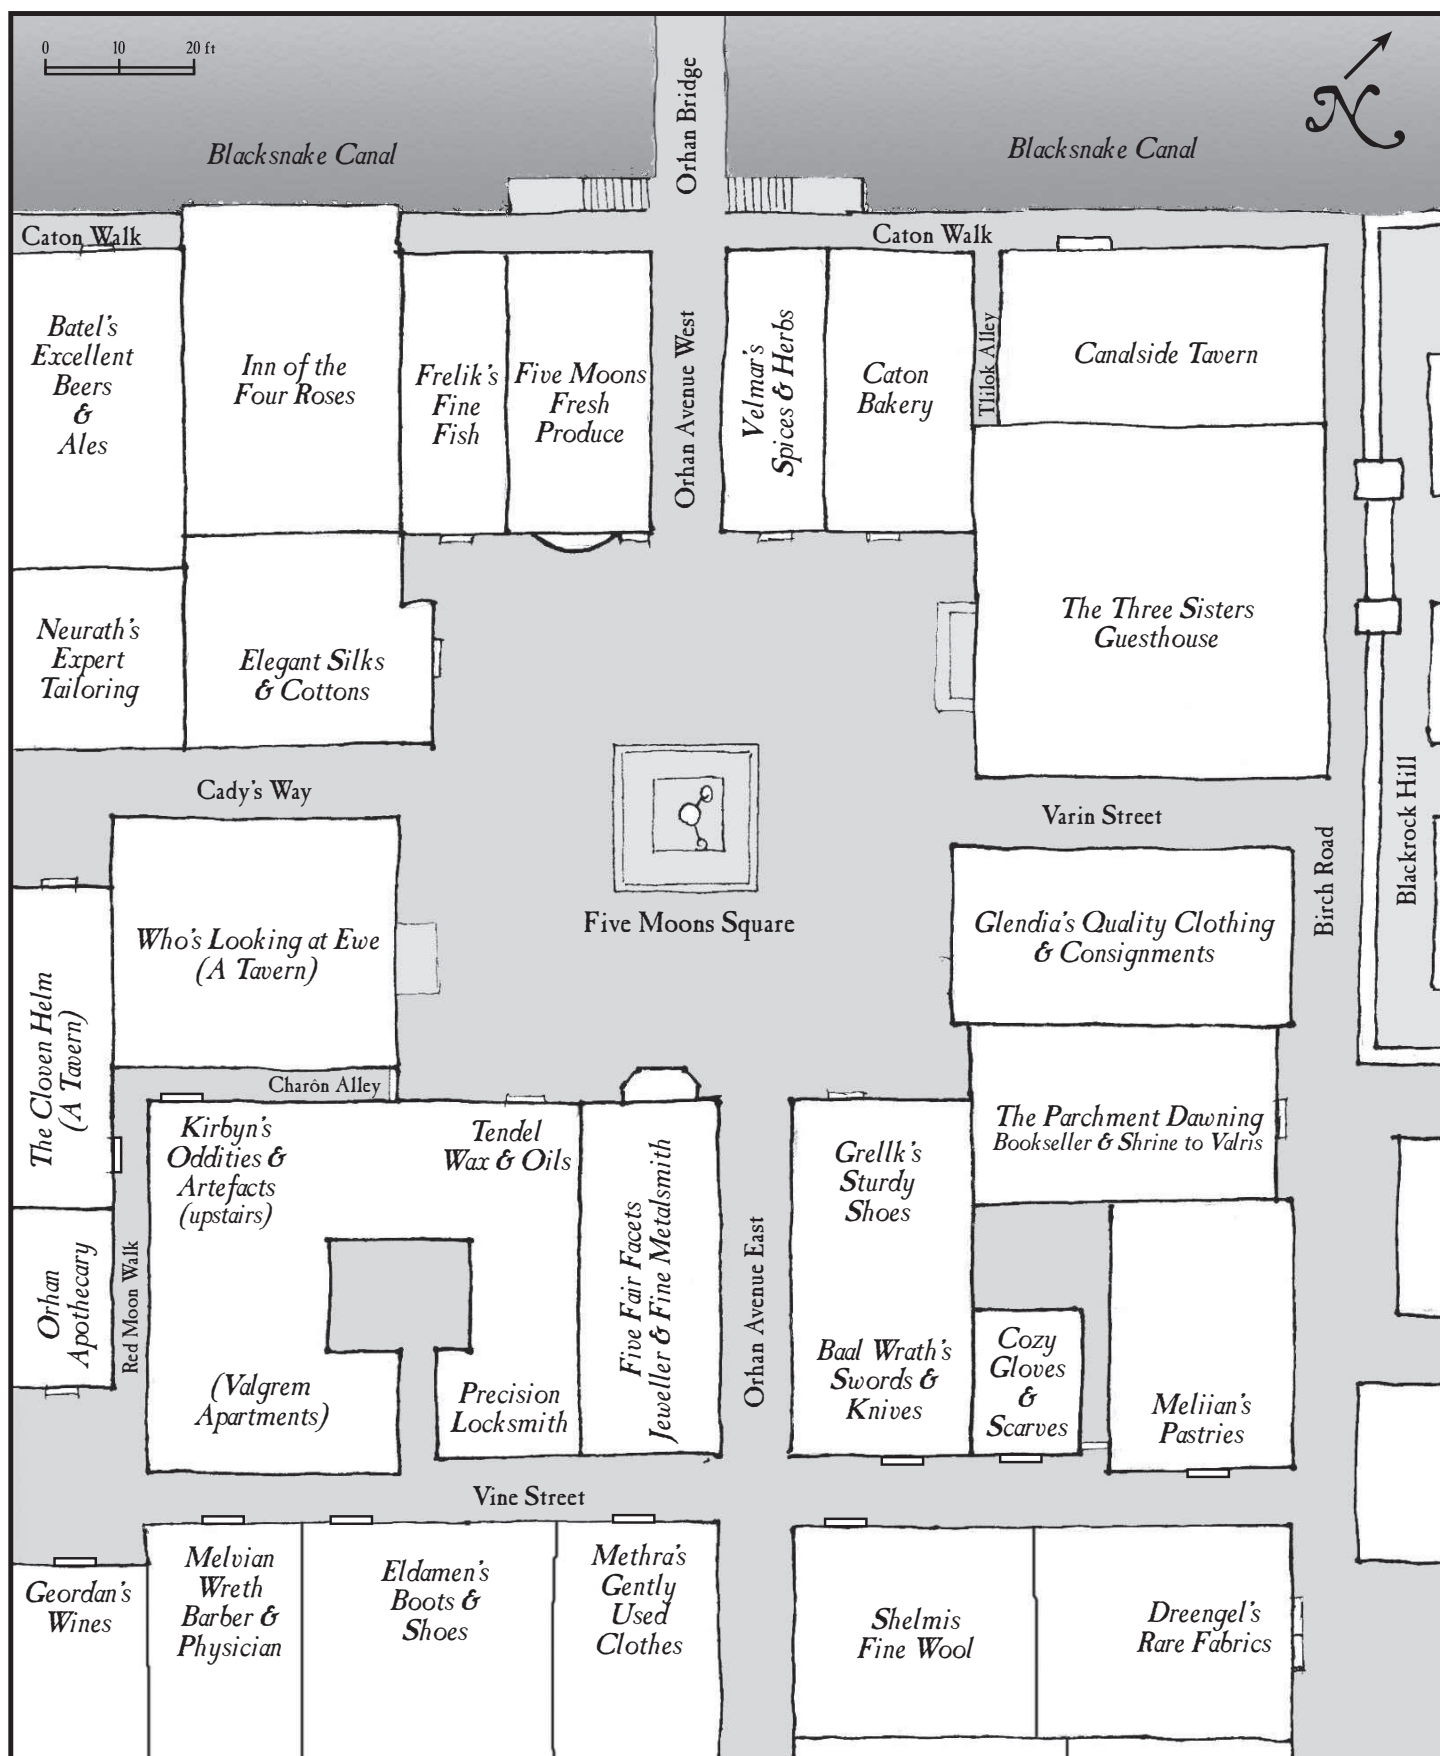 0 10 20 ft
N
Orhan Bridge
Blacksnake Canal
Blacksnake Canal
Caton Walk
Caton Walk
Batel's
Excellent
Beers
&
Ales
Inn of the
Four Roses
Frelik's
Fine
Fish
Five Moons
Fresh
Produce
Orhan Avenue West
Velmar's
Spices & Herbs
Caton
Bakery
Tlilok Alley
Canalside Tavern
Neurath's
Expert
Tailoring
Elegant Silks
& Cottons
The Three Sisters
Guesthouse
Cady's Way
Varin Street
Birch Road
Blackrock Hill
Who's Looking at Ewe
(A Tavern)
Five Moons Square
Glendia's Quality Clothing
& Consignments
The Cloven Helm
(A Tavern)
Charôn Alley
Kirbyn's
Oddities &
Artefacts
(upstairs)
Tendel
Wax & Oils
Five Fair Facets
Jeweller & Fine Metalsmith
Grellk's
Sturdy
Shoes
The Parchment Dawning
Bookseller & Shrine to Valris
Orhan
Apothecary
Red Moon Walk
Orhan Avenue East
(Valgrem
Apartments)
Precision
Locksmith
Baal Wrath's
Swords &
Knives
Cozy
Gloves
&
Scarves
Meliian's
Pastries
Vine Street
Geordan's
Wines
Melvian
Wreth
Barber &
Physician
Eldamen's
Boots &
Shoes
Methra's
Gently
Used
Clothes
Shelmis
Fine Wool
Dreengel's
Rare Fabrics